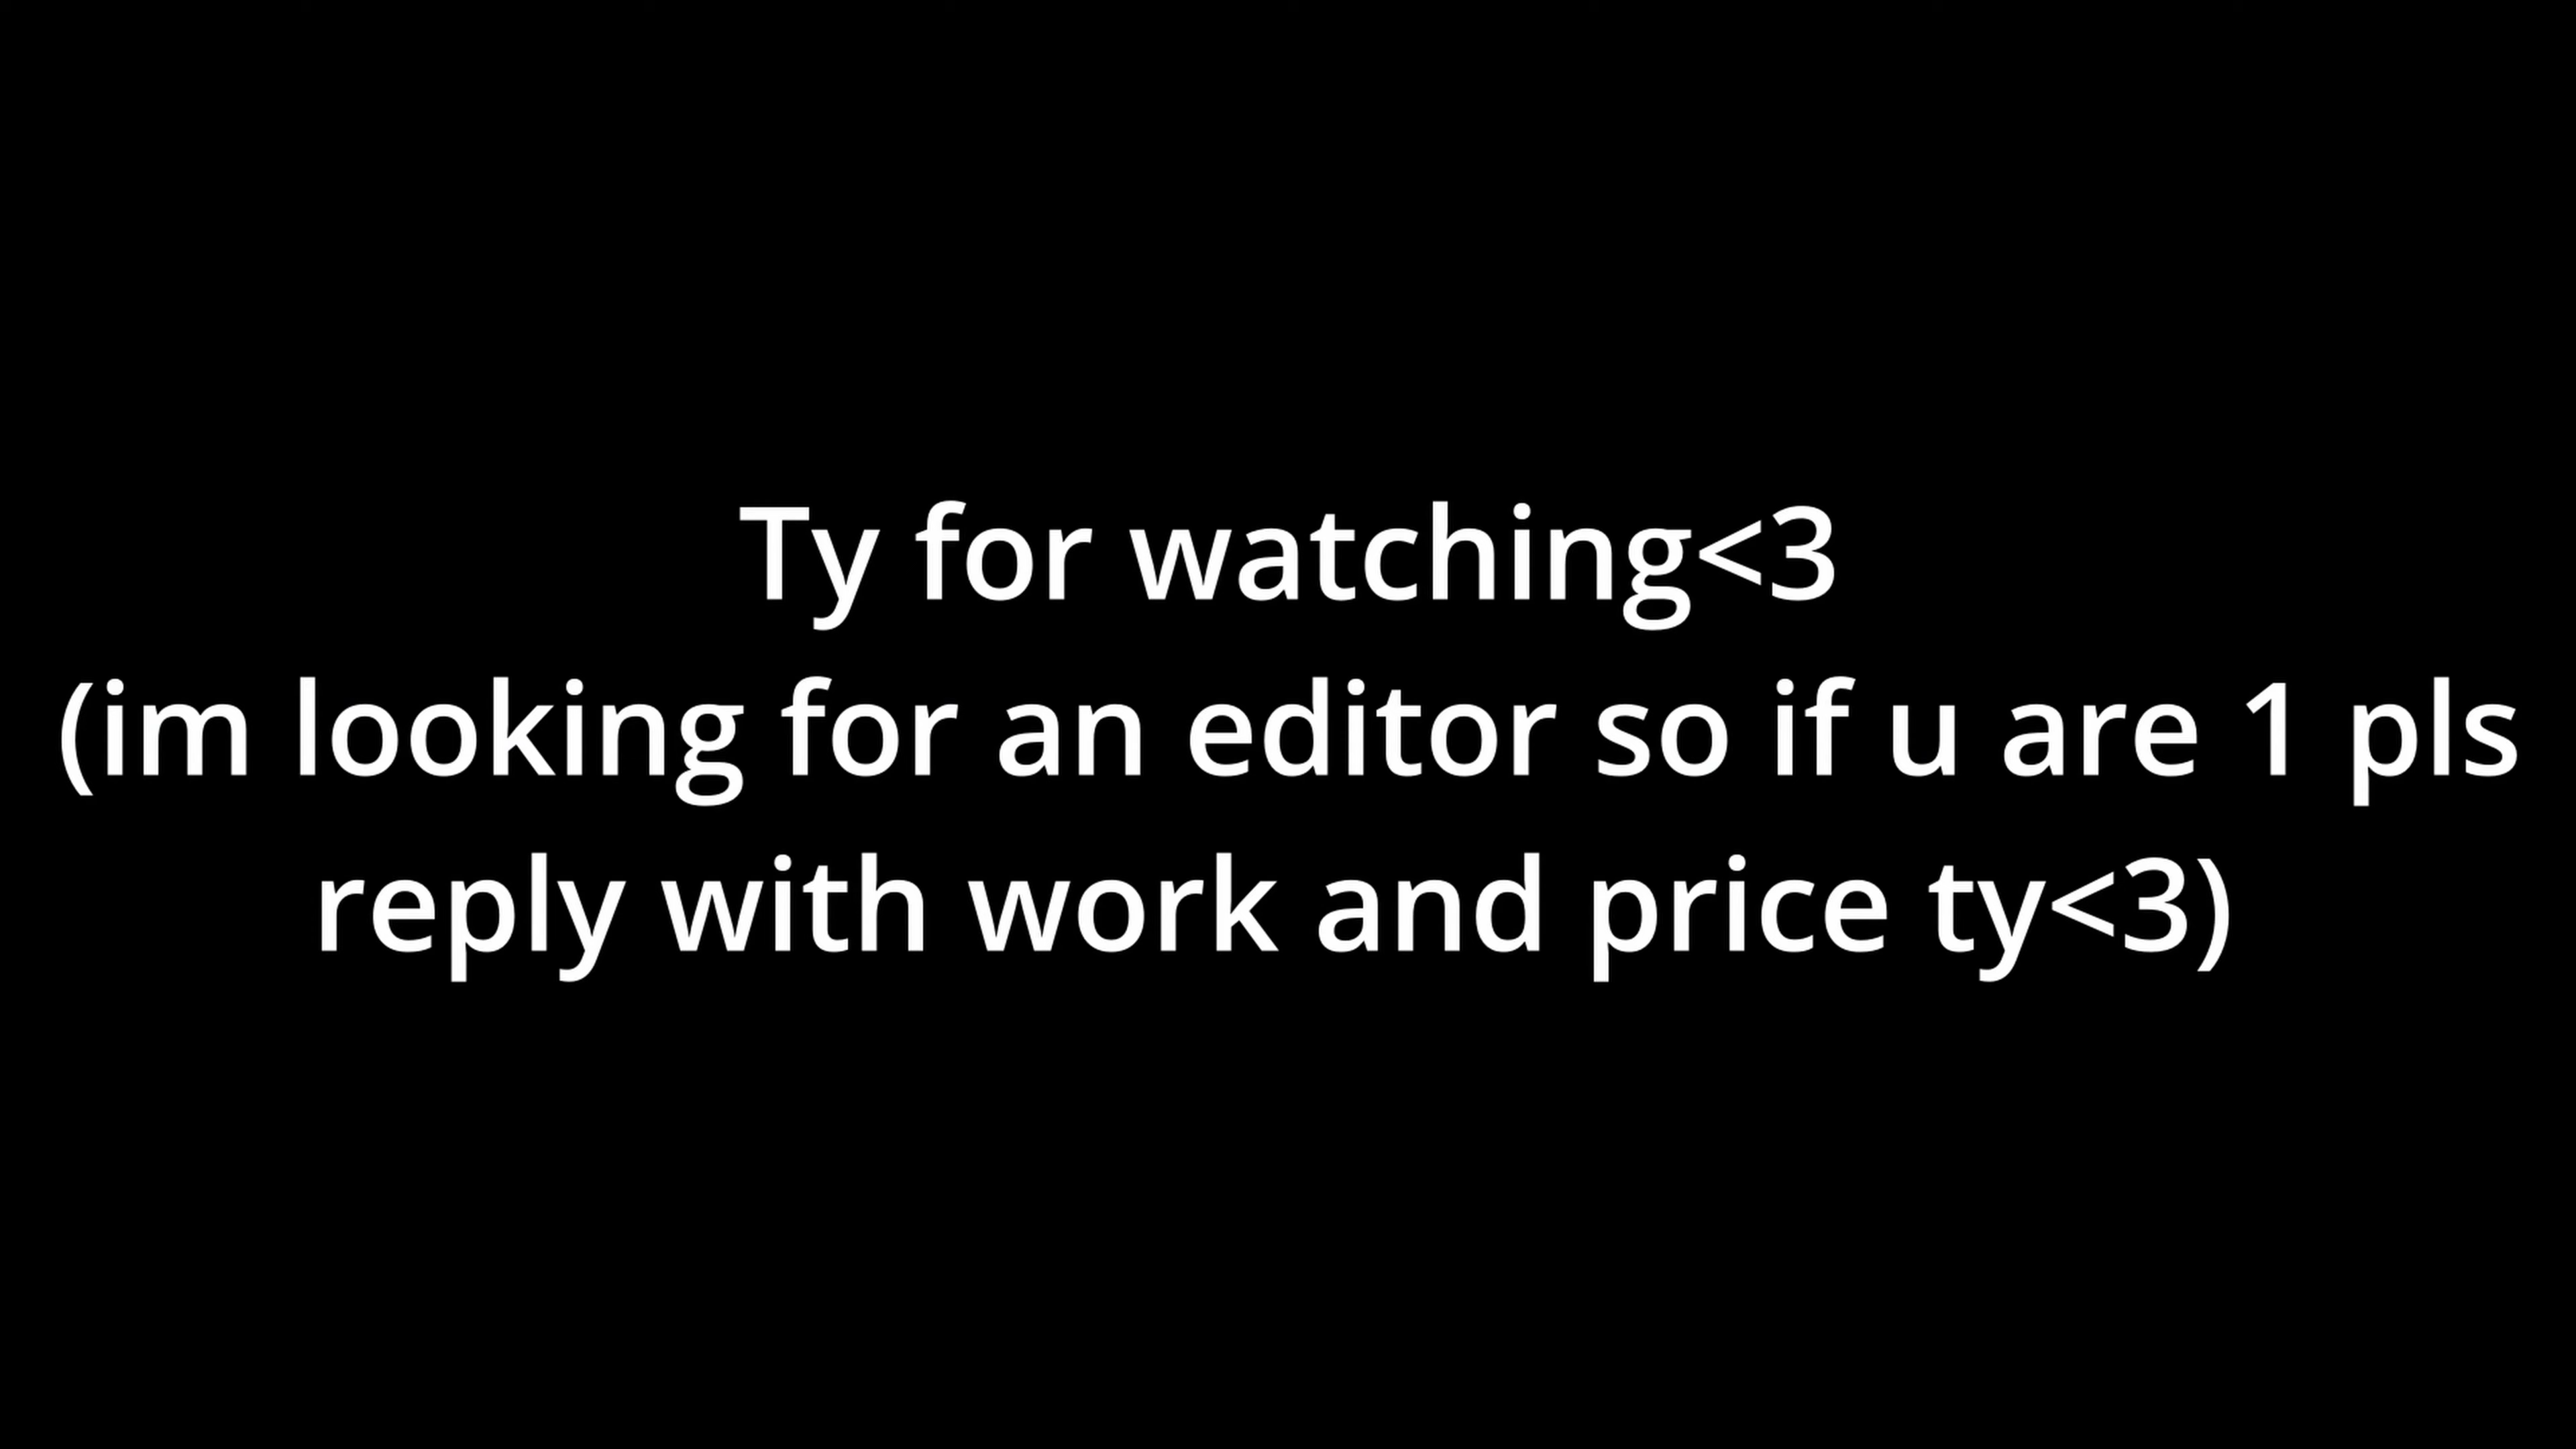 Ty for watching<3
(im looking for an editor so if u are 1 pls
reply with work and price ty<3)